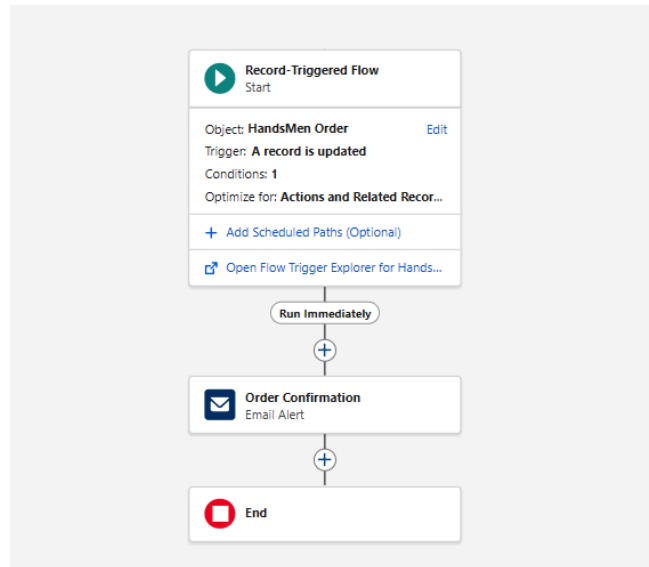 Record-Triggered Flow
Start
Object: HandsMen Order Edit
Trigger: A record is updated
Conditions: 1
Optimize for: Actions and Related Recor...
+ Add Scheduled Paths (Optional)
Open Flow Trigger Explorer for Hands...
Run Immediately
Order Confirmation
Email Alert
End